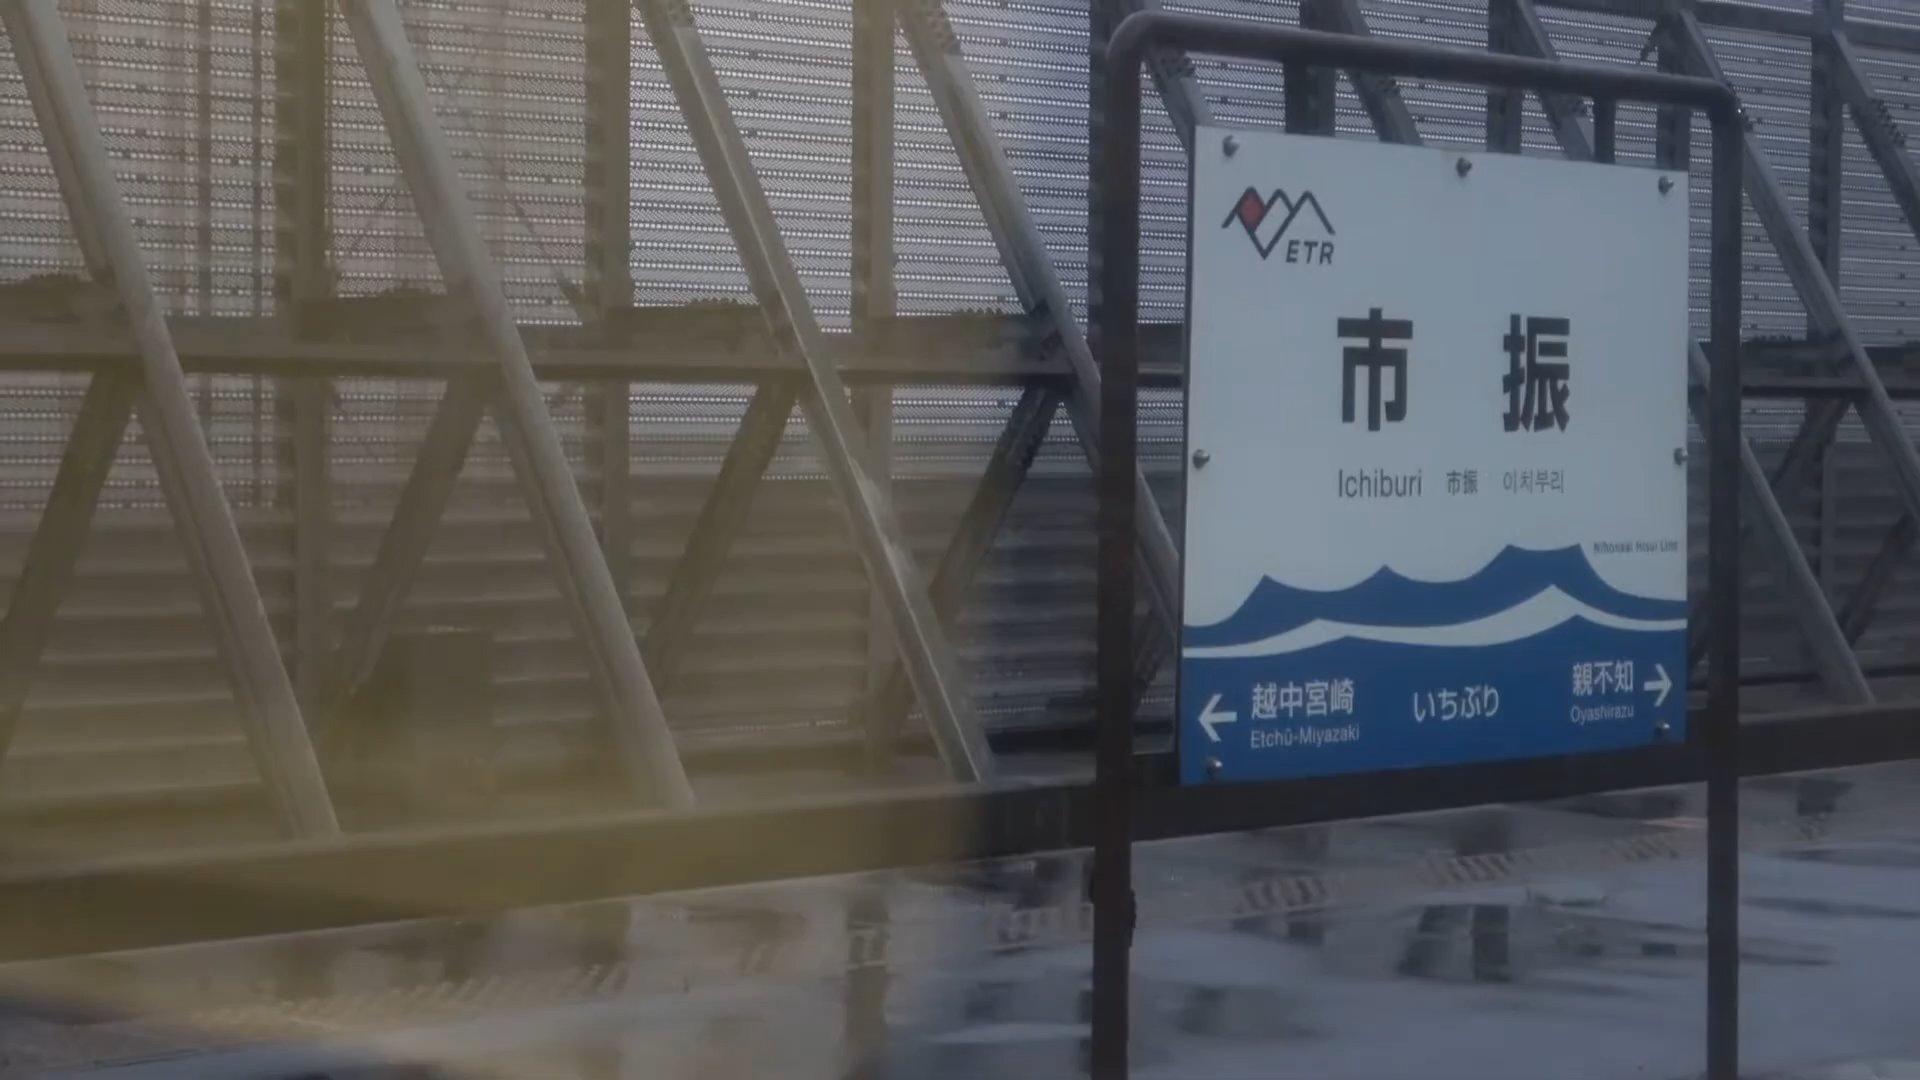 ETR
市 振
Ichiburi 市振 이치부리
Nihonkai Hisui Line
← 越中宮崎 いちぶり 親不知 →
Etchū-Miyazaki Oyashirazu